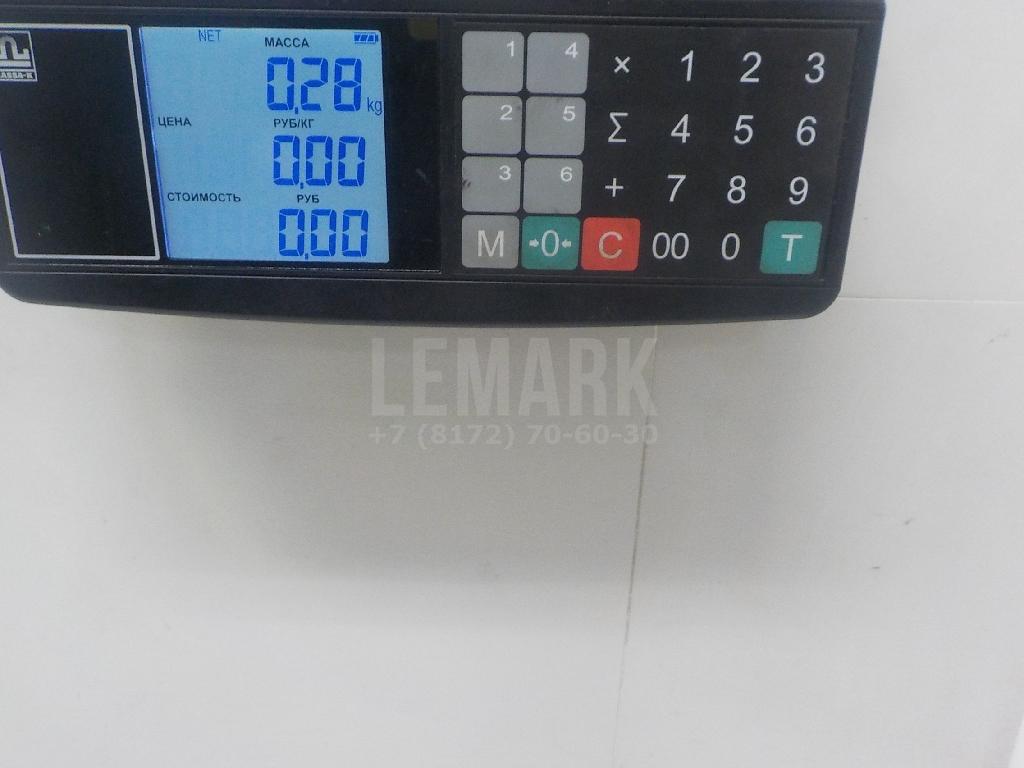 NET
МАССА
0,28 kg
ЦЕНА РУБ/КГ
0,00
СТОИМОСТЬ РУБ
0,00
1 4 × 1 2 3
2 5 Σ 4 5 6
3 6 + 7 8 9
M →0← C 00 0 T
LEMARK
+7 (8172) 70-60-30